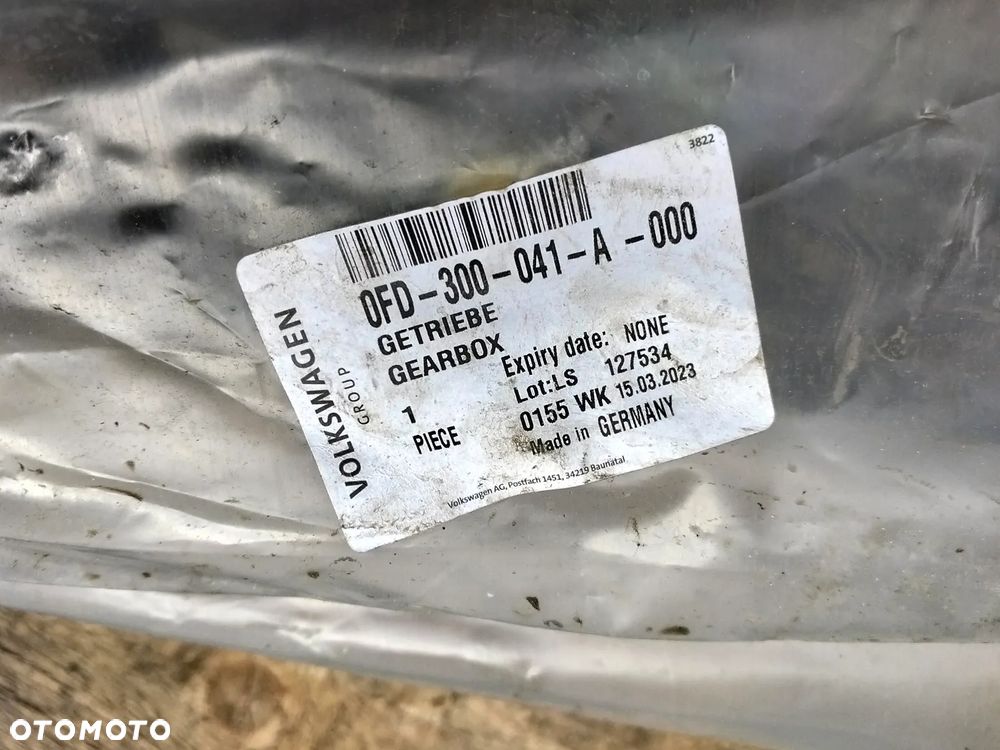 3822
0FD-300-041-A -000
GETRIEBE
GEARBOX
Expiry date: NONE
Lot:LS 127534
1
PIECE
0155 WK 15.03.2023
Made in GERMANY
Volkswagen AG, Postfach 1451, 34219 Baunatal
VOLKSWAGEN
GROUP
OTOMOTO